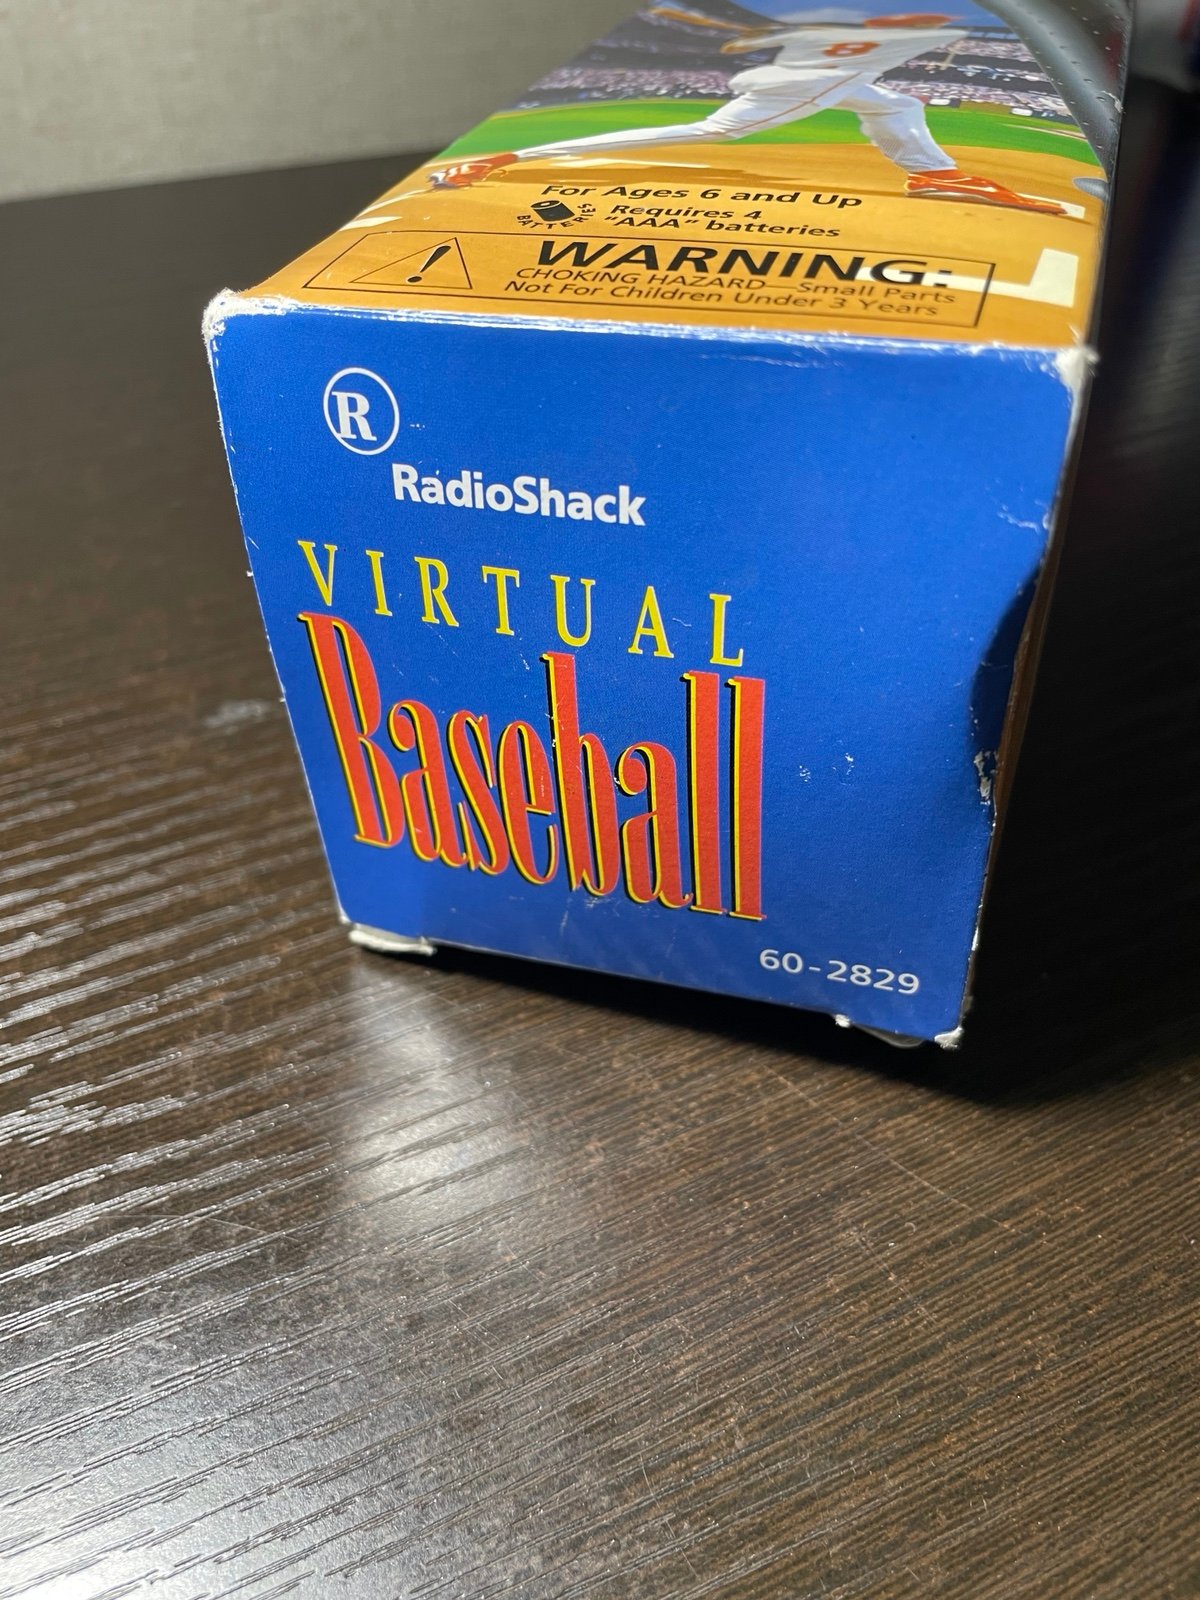 8
For Ages 6 and Up
BATTERIES
Requires 4
"AAA" batteries
WARNING:
CHOKING HAZARD—Small Parts
Not For Children Under 3 Years
R
RadioShack
VIRTUAL
Baseball
60-2829